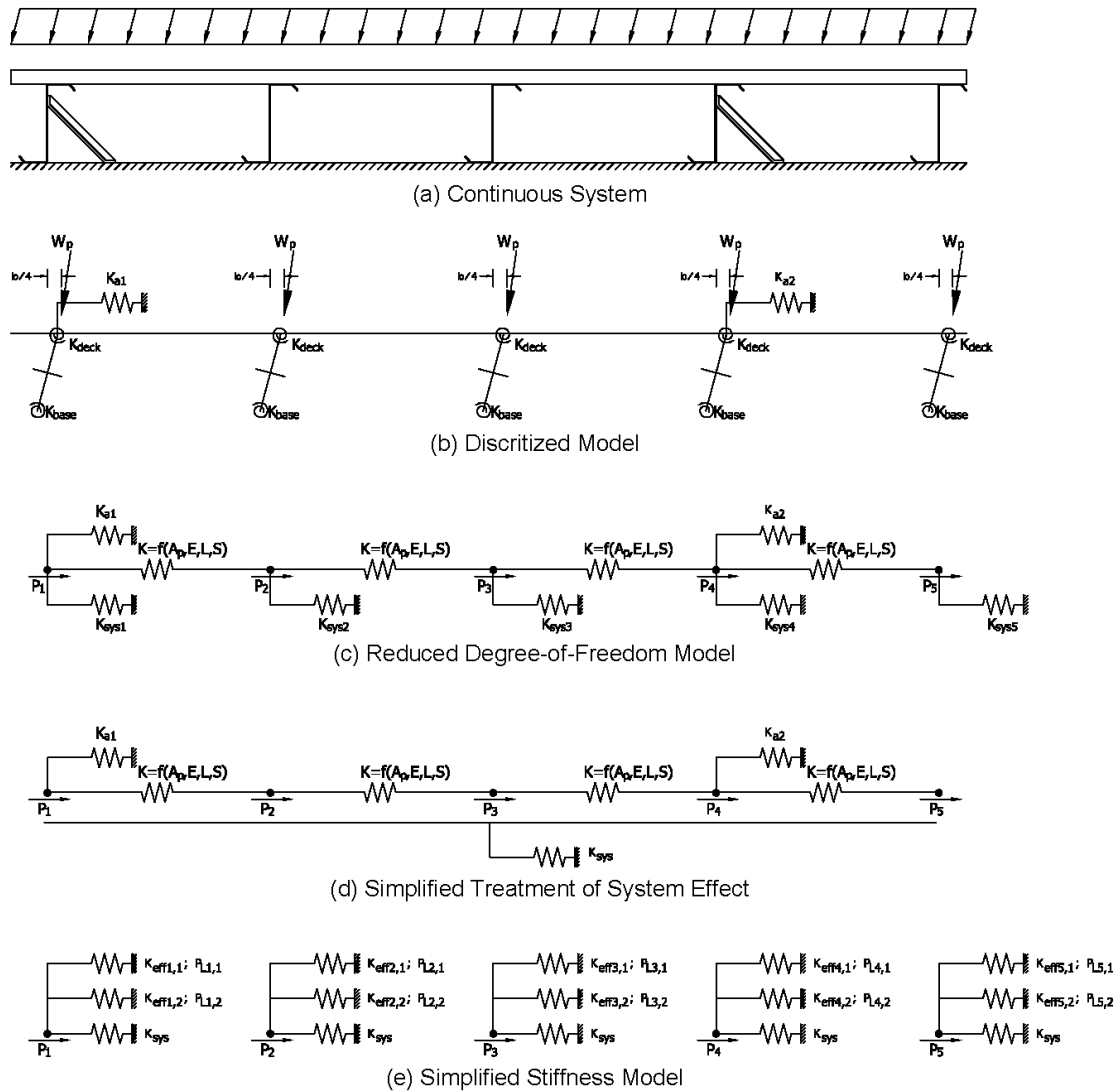 (a) Continuous System
Wp Wp Wp Wp Wp
b/4 Ka1 b/4 b/4 b/4 Ka2 b/4
Kdeck Kdeck Kdeck Kdeck Kdeck
Kbase Kbase Kbase Kbase Kbase
(b) Discritized Model
Ka1 Ka2
K=f(Ap,E,L,S) K=f(Ap,E,L,S) K=f(Ap,E,L,S) K=f(Ap,E,L,S)
P1 P2 P3 P4 P5
Ksys1 Ksys2 Ksys3 Ksys4 Ksys5
(c) Reduced Degree-of-Freedom Model
Ka1 Ka2
K=f(Ap,E,L,S) K=f(Ap,E,L,S) K=f(Ap,E,L,S) K=f(Ap,E,L,S)
P1 P2 P3 P4 P5
Ksys
(d) Simplified Treatment of System Effect
Keff1,1; PL1,1 Keff2,1; PL2,1 Keff3,1; PL3,1 Keff4,1; PL4,1 Keff5,1; PL5,1
Keff1,2; PL1,2 Keff2,2; PL2,2 Keff3,2; PL3,2 Keff4,2; PL4,2 Keff5,2; PL5,2
Ksys Ksys Ksys Ksys Ksys
P1 P2 P3 P4 P5
(e) Simplified Stiffness Model